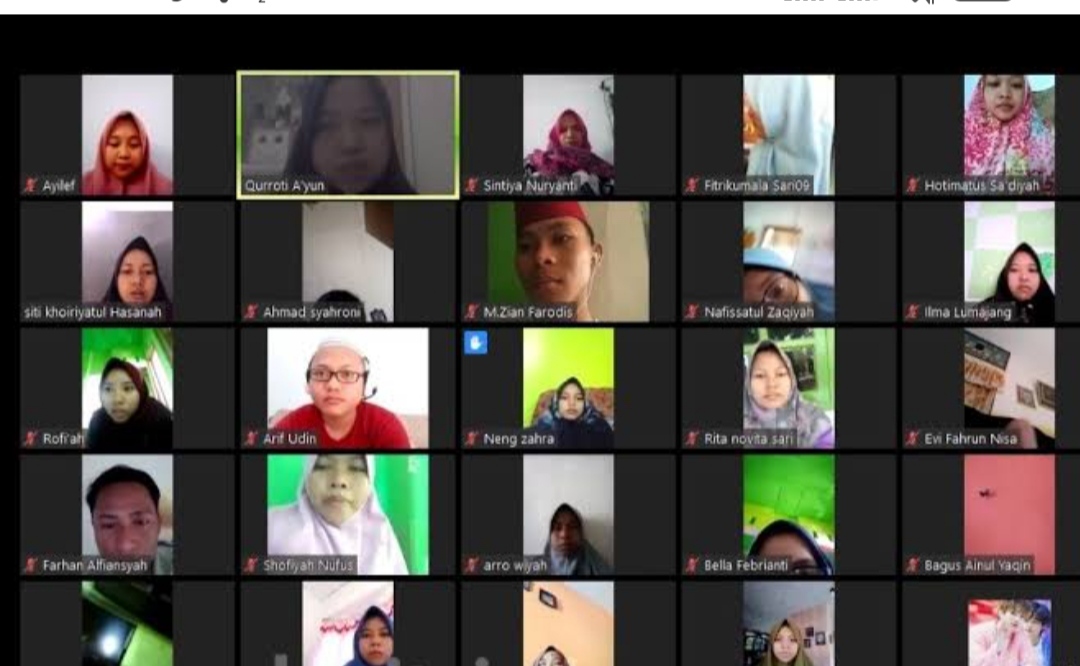 Ayilef
Qurroti A'yun
Sintiya Nuryanti
Fitrikumala Sari09
Hotimatus Sa'diyah
siti khoiriyatul Hasanah
Ahmad syahroni
M.Zian Farodis
Nafissatul Zaqiyah
Ilma Lumajang
Rofi'ah
Arif Udin
Neng zahra
Rita novita sari
Evi Fahrun Nisa
Farhan Alfiansyah
Shofiyah Nufus
arro wiyah
Bella Febrianti
Bagus Ainul Yaqin